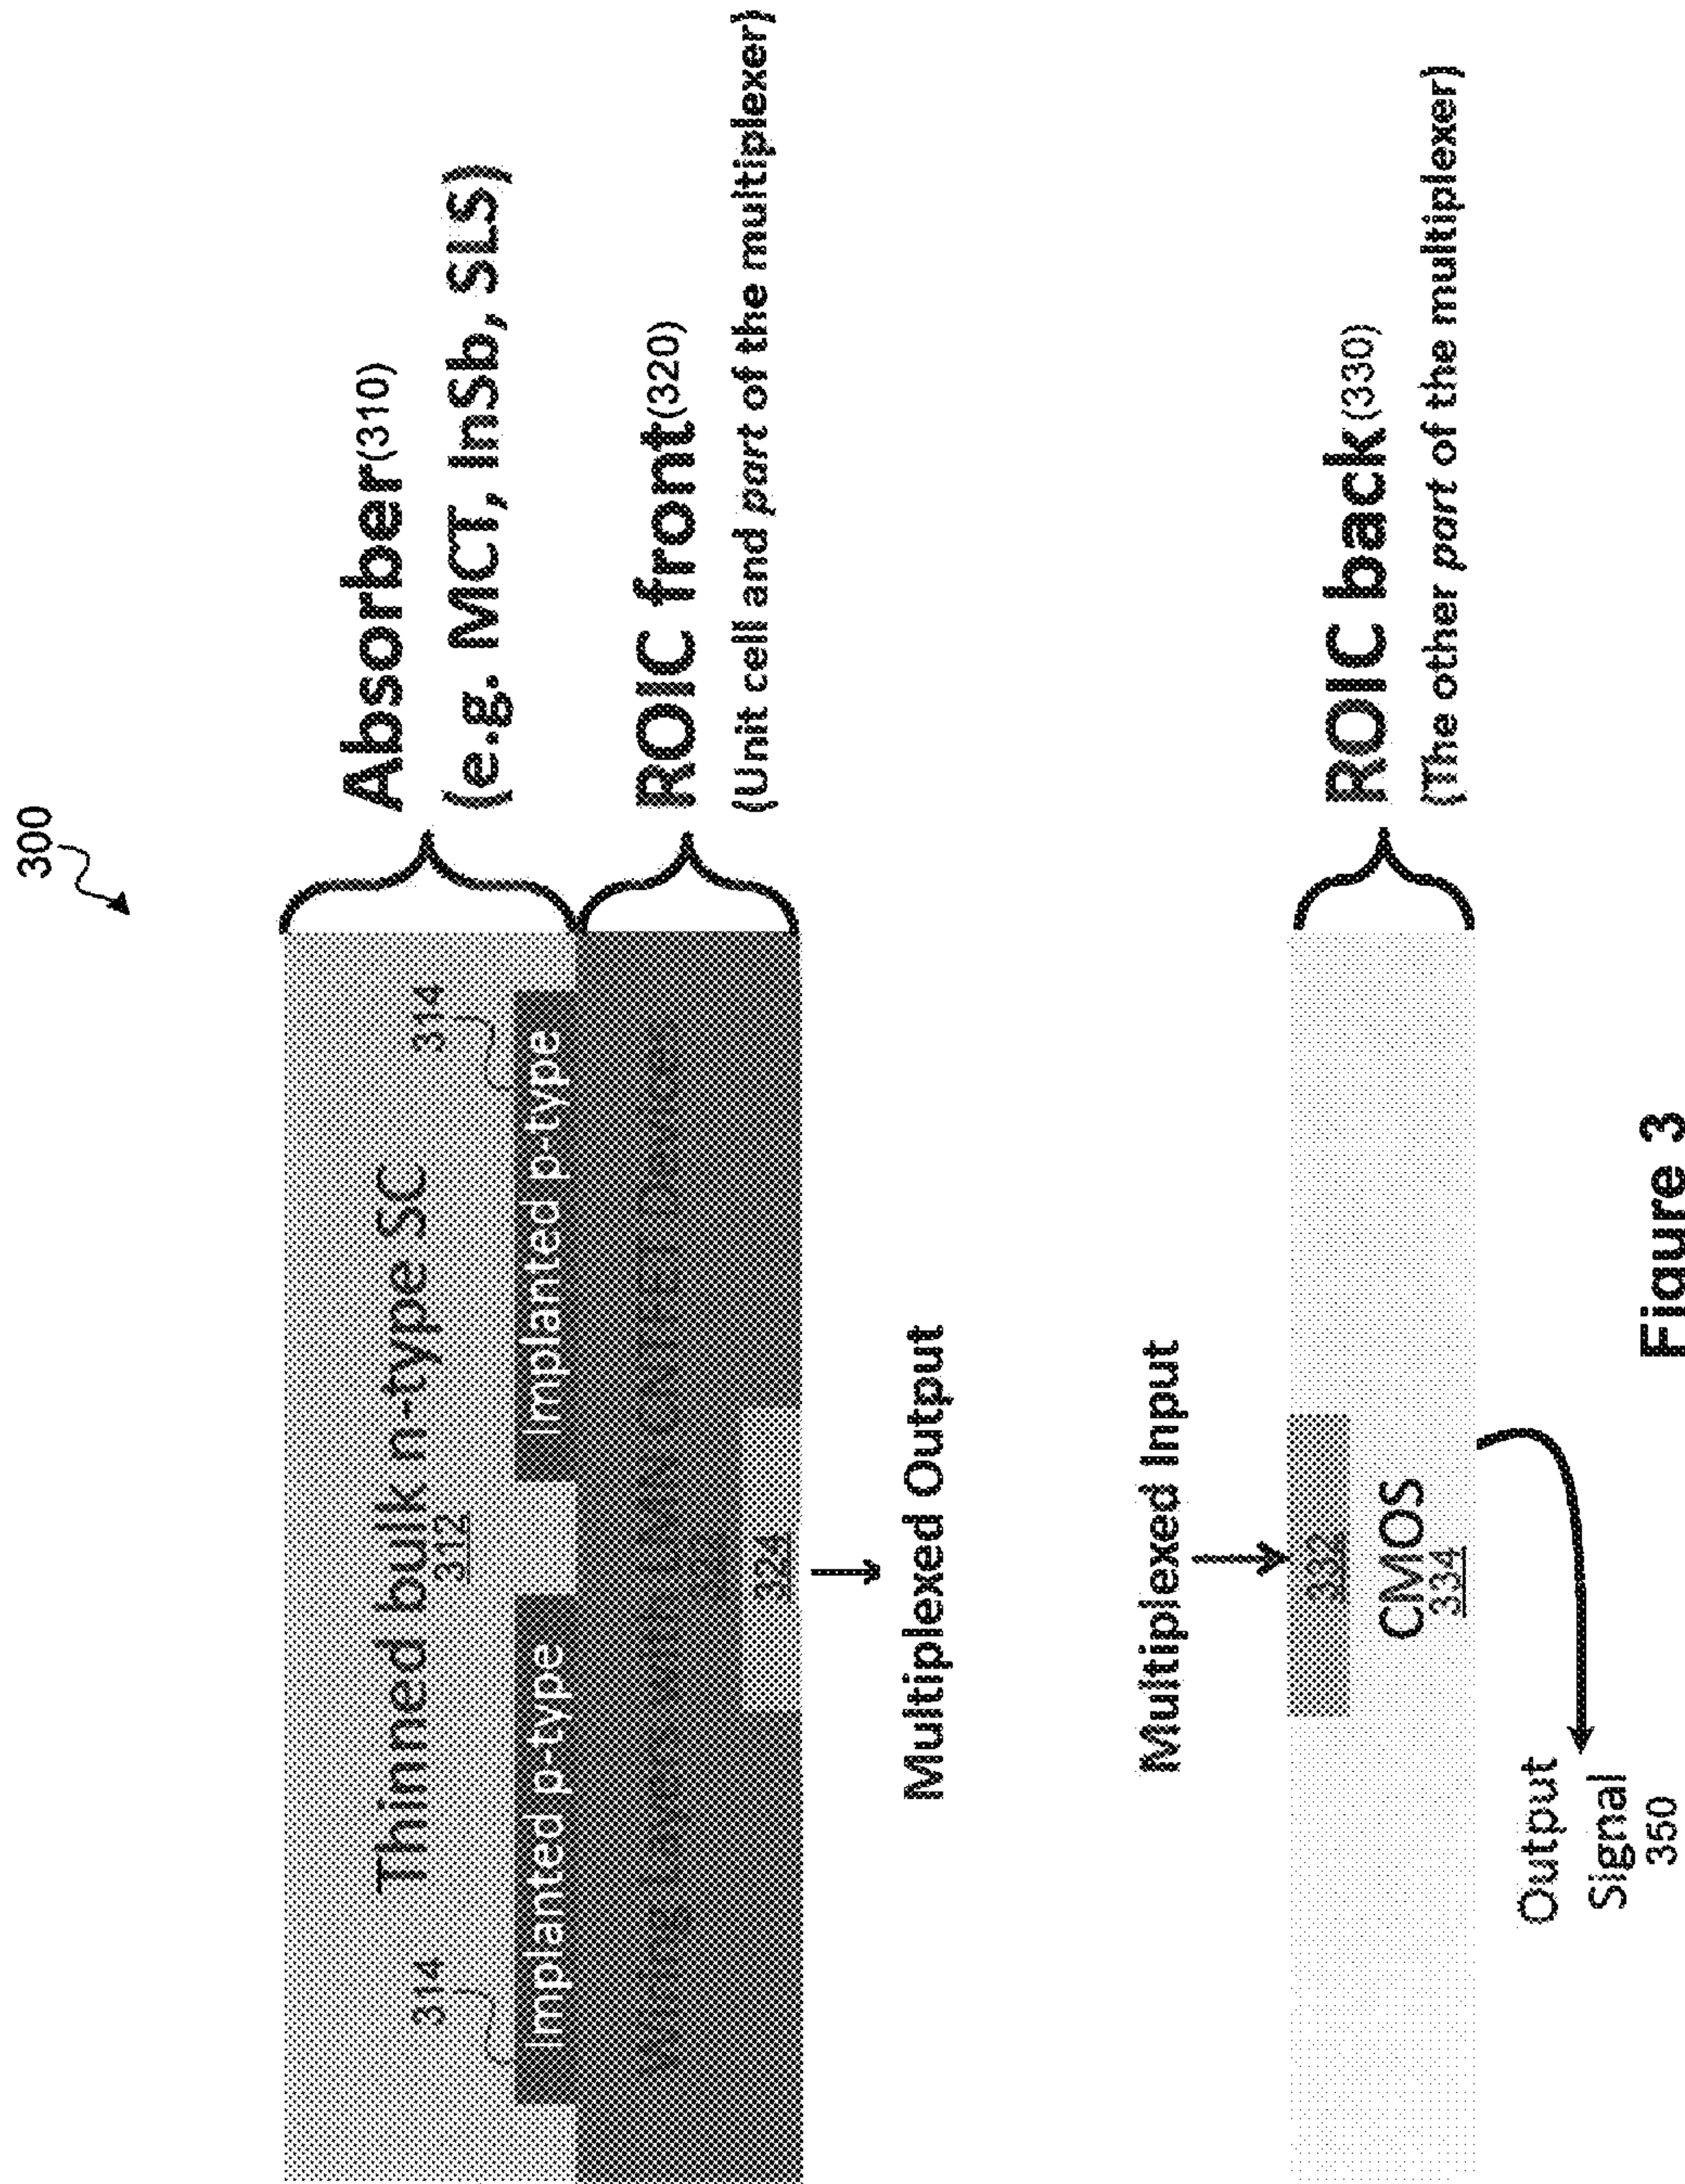 300
Absorber(310)
(e.g. MCT, InSb, SLS)
314
Thinned bulk n-type SC
312
314
Implanted p-type
Implanted p-type
ROIC front(320)
(Unit cell and part of the multiplexer)
324
Multiplexed Output
Multiplexed Input
332
CMOS
334
ROIC back(330)
(The other part of the multiplexer)
Output
Signal
350
Figure 3